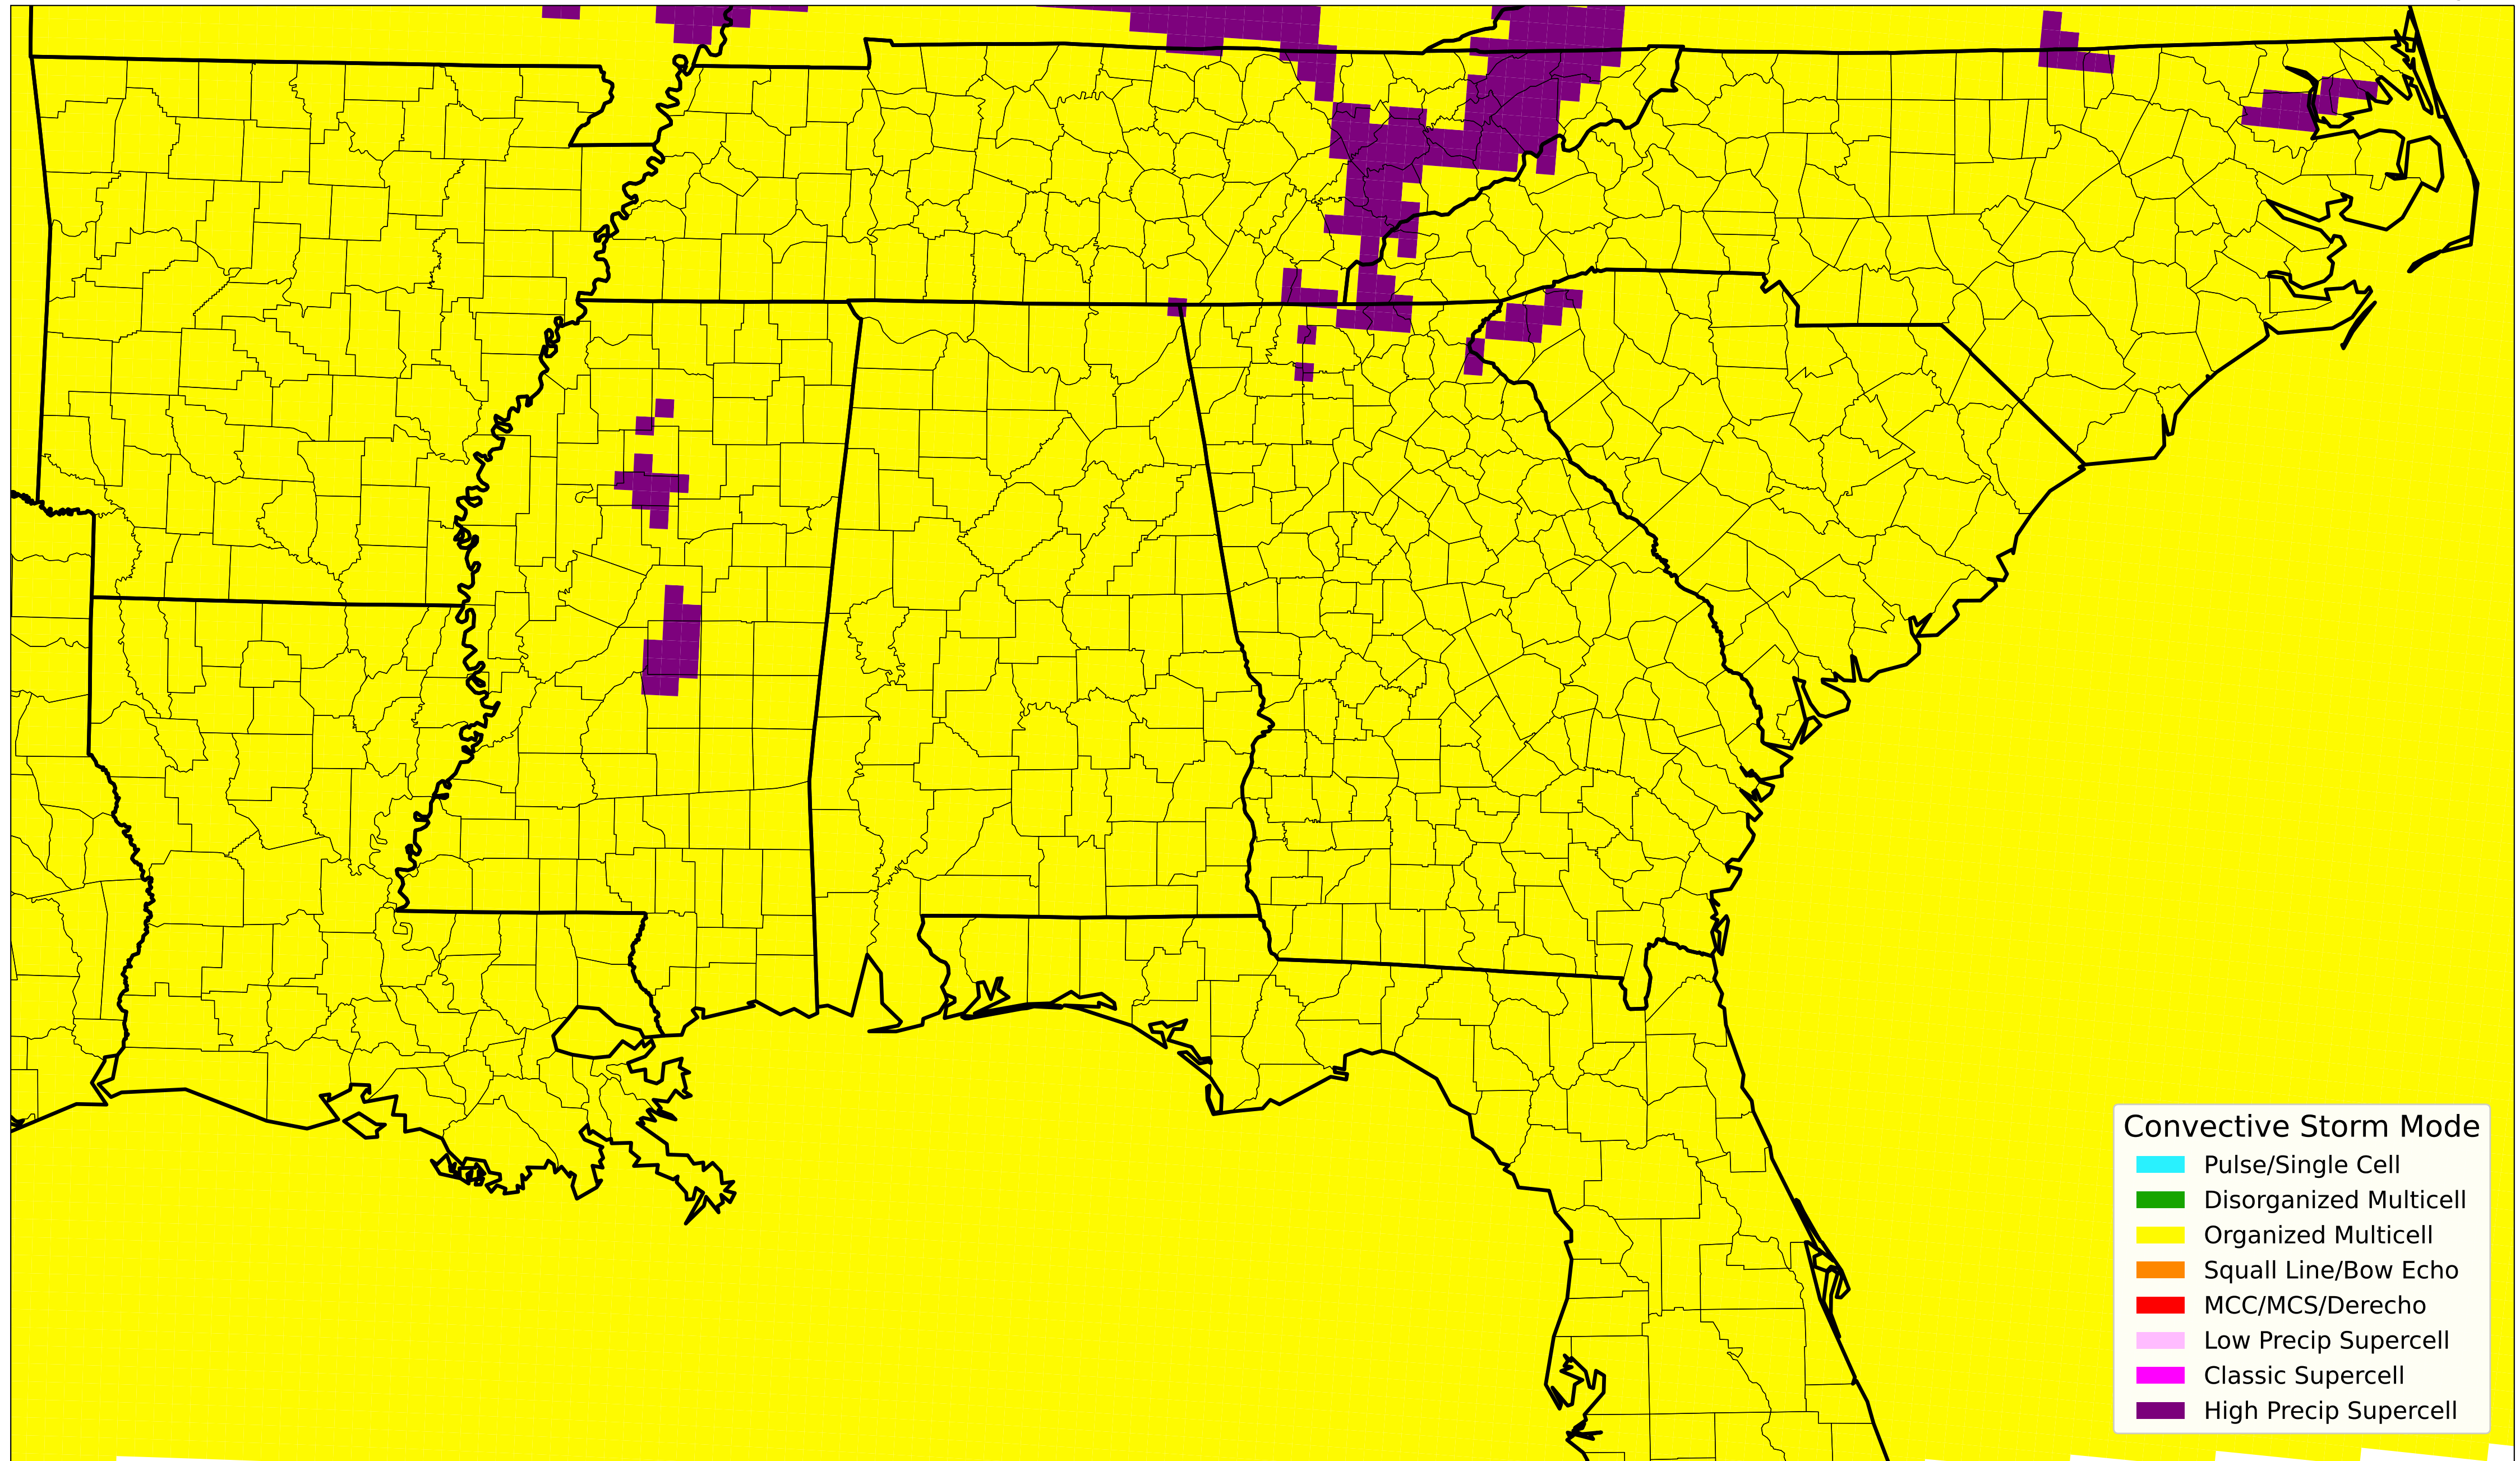 Convective Storm Mode
Pulse/Single Cell
Disorganized Multicell
Organized Multicell
Squall Line/Bow Echo
MCC/MCS/Derecho
Low Precip Supercell
Classic Supercell
High Precip Supercell